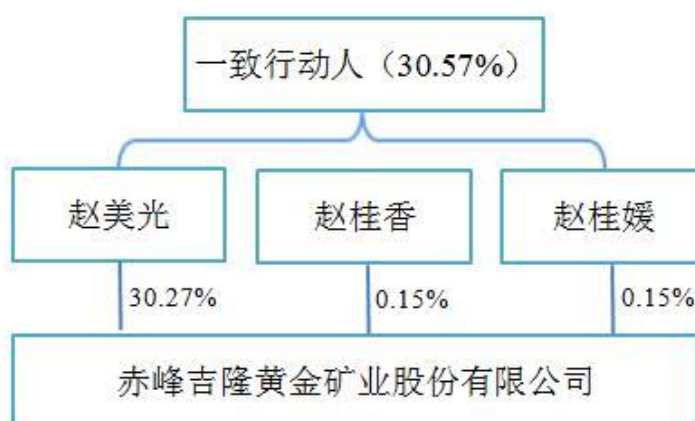 一致行动人（30.57%）
赵美光
赵桂香
赵桂媛
30.27%
0.15%
0.15%
赤峰吉隆黄金矿业股份有限公司